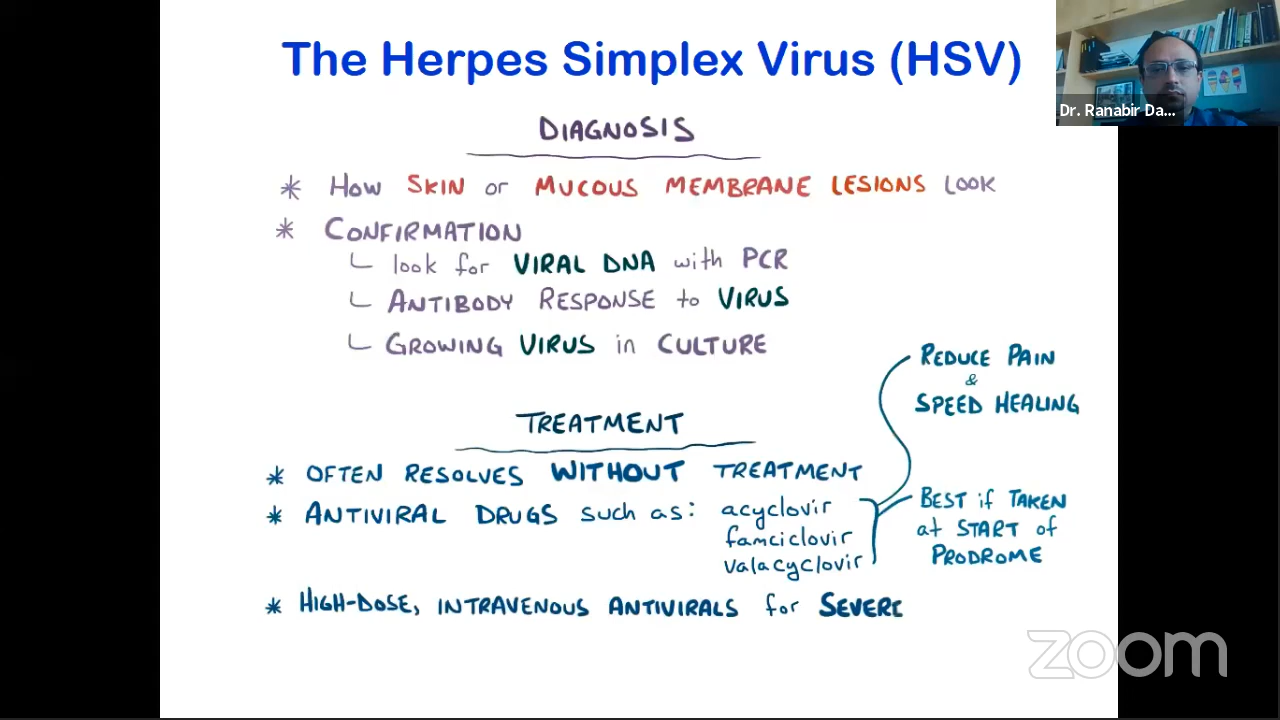 The Herpes Simplex Virus (HSV)
Dr. Ranabir Da...
DIAGNOSIS
* HOW SKIN or MUCOUS MEMBRANE LESIONS LOOK
* CONFIRMATION
look for VIRAL DNA with PCR
ANTIBODY RESPONSE to VIRUS
GROWING VIRUS in CULTURE
REDUCE PAIN
&
SPEED HEALING
TREATMENT
* OFTEN RESOLVES WITHOUT TREATMENT
* ANTIVIRAL DRUGS such as: acyclovir
famciclovir
valacyclovir
BEST if TAKEN
at START of
PRODROME
* HIGH-DOSE, INTRAVENOUS ANTIVIRALS for SEVERE
zoom